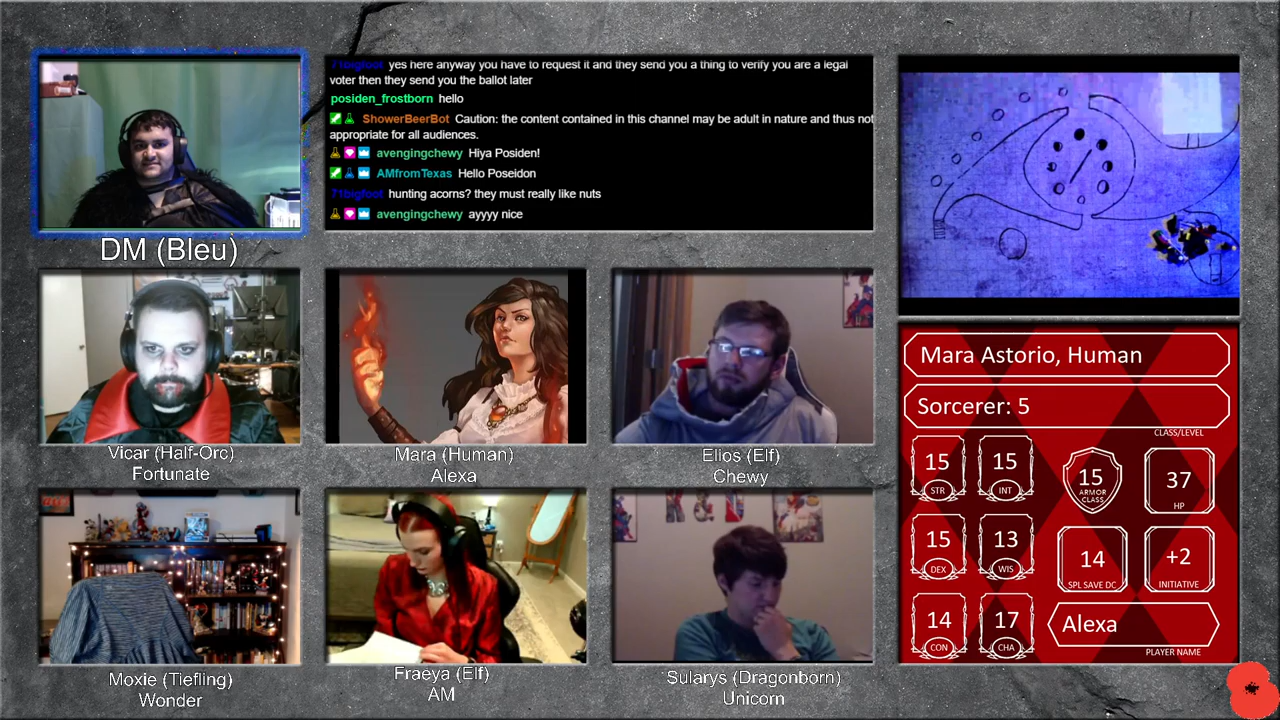 71bigfoot yes here anyway you have to request it and they send you a thing to verify you are a legal
voter then they send you the ballot later
posiden_frostborn hello
ShowerBeerBot Caution: the content contained in this channel may be adult in nature and thus not
appropriate for all audiences.
avengingchewy Hiya Posiden!
AMfromTexas Hello Poseidon
71bigfoot hunting acorns? they must really like nuts
avengingchewy ayyyy nice
DM (Bleu)
Vicar (Half-Orc)
Fortunate
Mara (Human)
Alexa
Elios (Elf)
Chewy
Moxie (Tiefling)
Wonder
Fraeya (Elf)
AM
Sularys (Dragonborn)
Unicorn
Mara Astorio, Human
Sorcerer: 5
CLASS/LEVEL
15
STR
15
INT
15
ARMOR
CLASS
37
HP
15
DEX
13
WIS
14
SPL SAVE DC
+2
INITIATIVE
14
CON
17
CHA
Alexa
PLAYER NAME